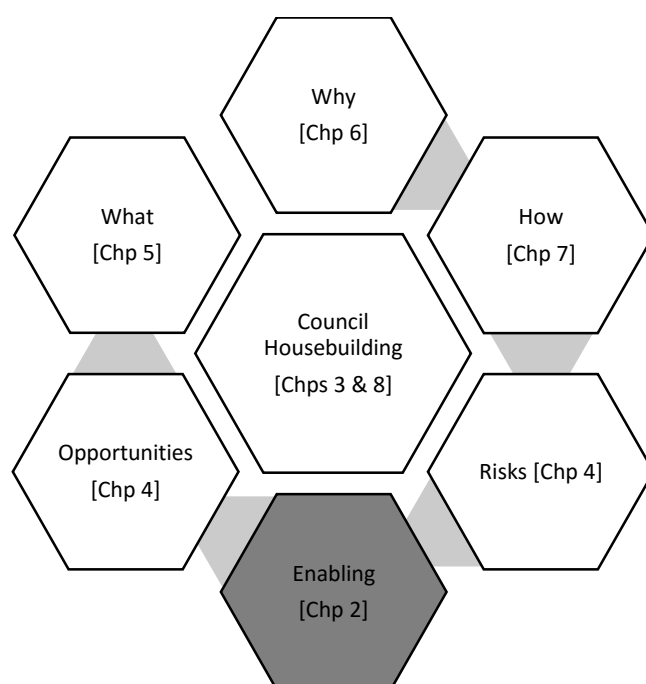 Why
[Chp 6]
What
[Chp 5]
How
[Chp 7]
Council
Housebuilding
[Chps 3 & 8]
Opportunities
[Chp 4]
Risks [Chp 4]
Enabling
[Chp 2]